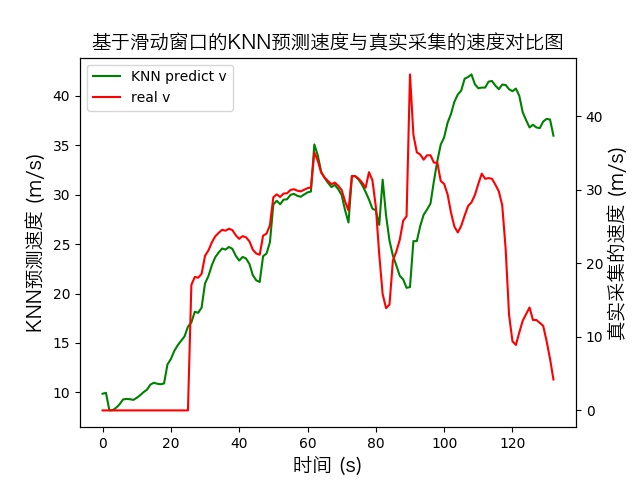 基于滑动窗口的KNN预测速度与真实采集的速度对比图
KNN predict v
real v
KNN预测速度 (m/s)
40
35
30
25
20
15
10
40
30
20
10
0
真实采集的速度 (m/s)
0 20 40 60 80 100 120
时间 (s)